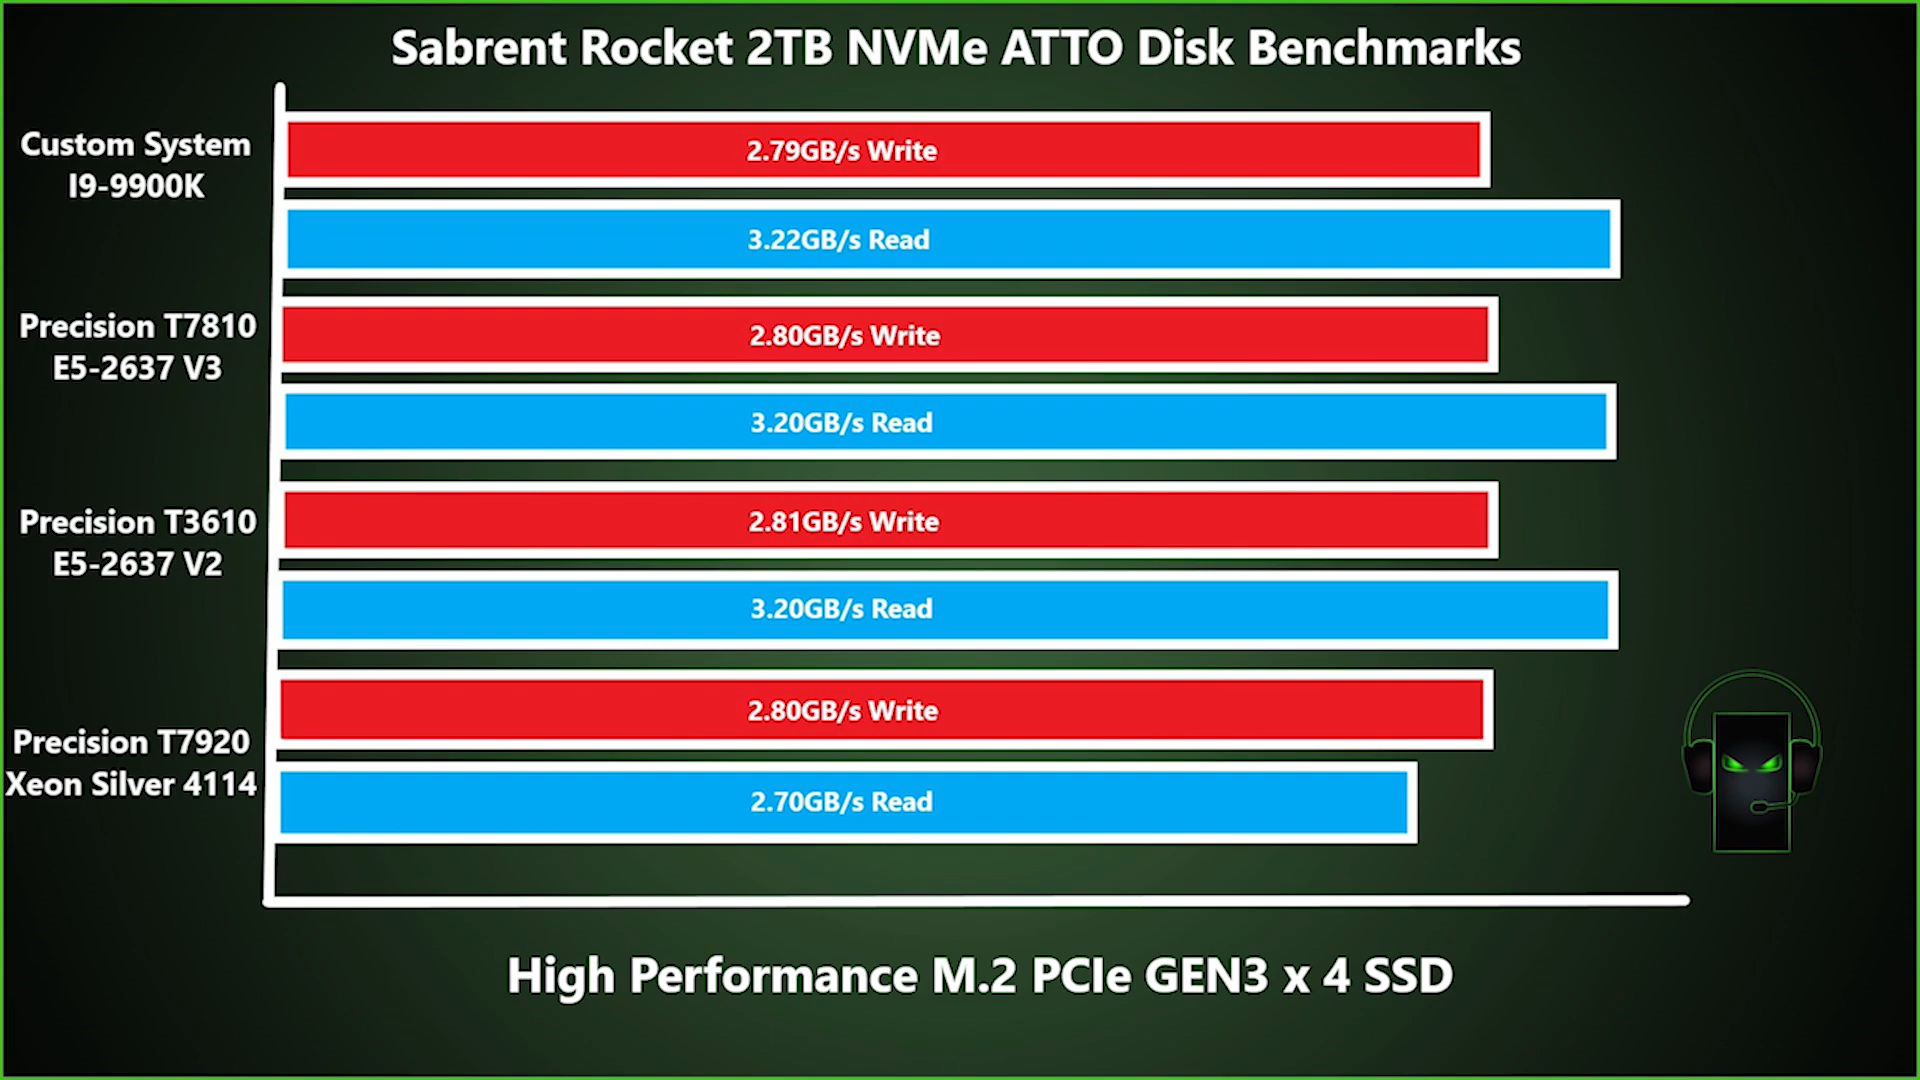 Sabrent Rocket 2TB NVMe ATTO Disk Benchmarks
Custom System
I9-9900K
2.79GB/s Write
3.22GB/s Read
Precision T7810
E5-2637 V3
2.80GB/s Write
3.20GB/s Read
Precision T3610
E5-2637 V2
2.81GB/s Write
3.20GB/s Read
Precision T7920
Xeon Silver 4114
2.80GB/s Write
2.70GB/s Read
High Performance M.2 PCIe GEN3 x 4 SSD